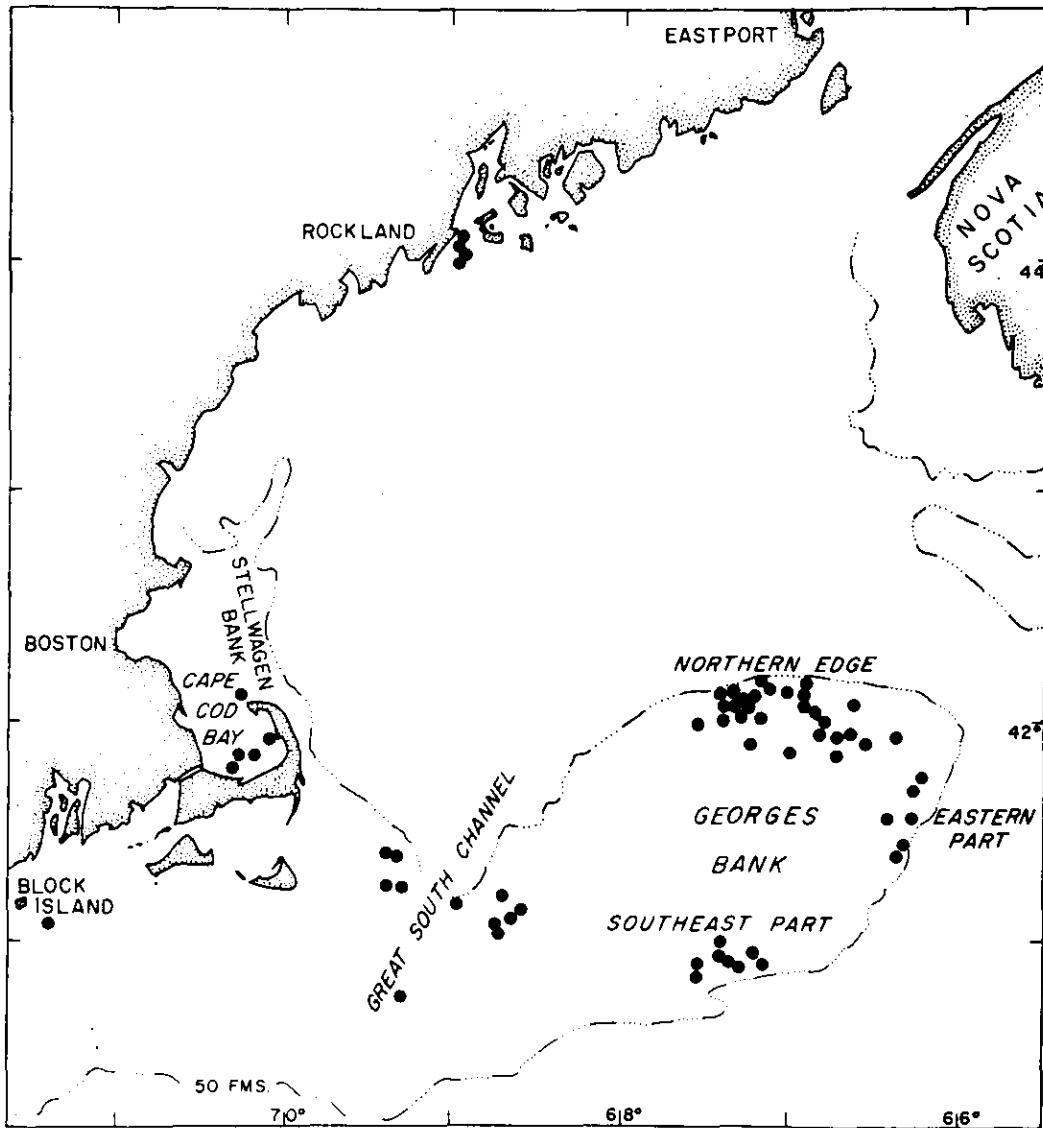 EASTPORT
NOVA
SCOTIA
ROCKLAND
44
STELLWAGEN
BANK
BOSTON
CAPE
COD
BAY
NORTHERN EDGE
42°
GREAT SOUTH CHANNEL
GEORGES
BANK
EASTERN
PART
BLOCK
ISLAND
SOUTHEAST PART
50 FMS.
70°
68°
66°